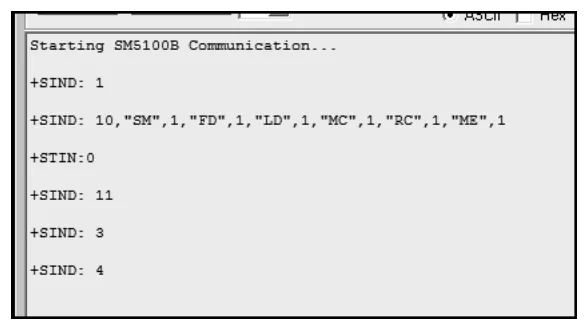 ASCII Hex
Starting SM5100B Communication...
+SIND: 1
+SIND: 10,"SM",1,"FD",1,"LD",1,"MC",1,"RC",1,"ME",1
+STIN:0
+SIND: 11
+SIND: 3
+SIND: 4